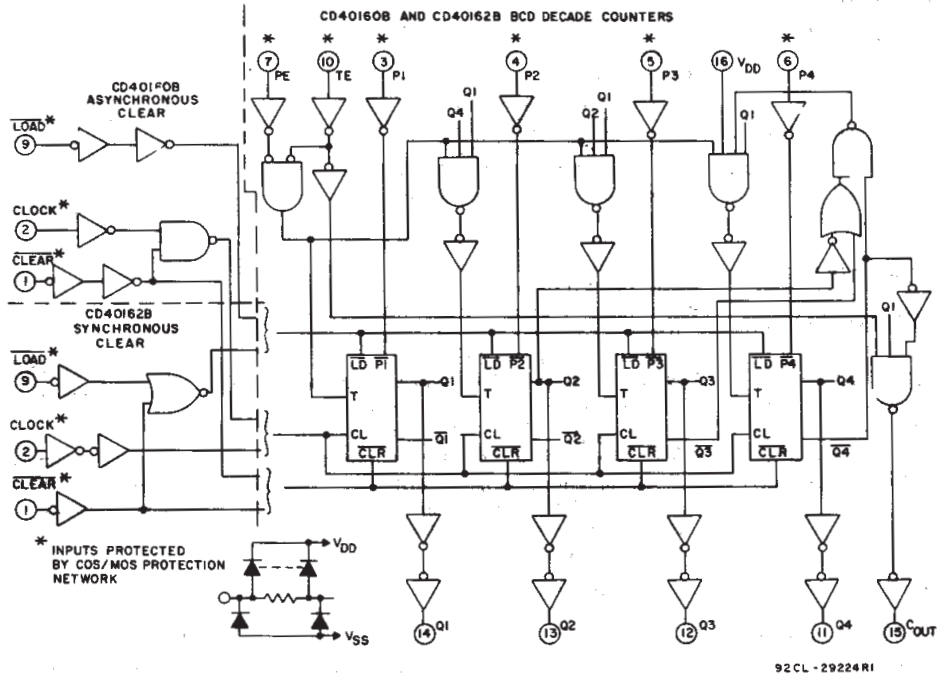 CD40160B AND CD40162B BCD DECADE COUNTERS
* * * * * *
7 PE 10 TE 3 P1 4 P2 5 P3 16 VDD 6 P4
CD40160B
ASYNCHRONOUS
CLEAR
LOAD*
9
CLOCK*
2
CLEAR*
1
CD40162B
SYNCHRONOUS
CLEAR
LOAD*
9
CLOCK*
2
CLEAR*
1
Q4 Q1
Q2 Q1
Q1
Q1
LD P1
T
CL
CLR
Q1
Q1
LD P2
T
CL
CLR
Q2
Q2
LD P3
T
CL
CLR
Q3
Q3
LD P4
T
CL
CLR
Q4
Q4
* INPUTS PROTECTED
BY COS/MOS PROTECTION
NETWORK
VDD
VSS
14 Q1 13 Q2 12 Q3 11 Q4 15 COUT
92CL-29224R1